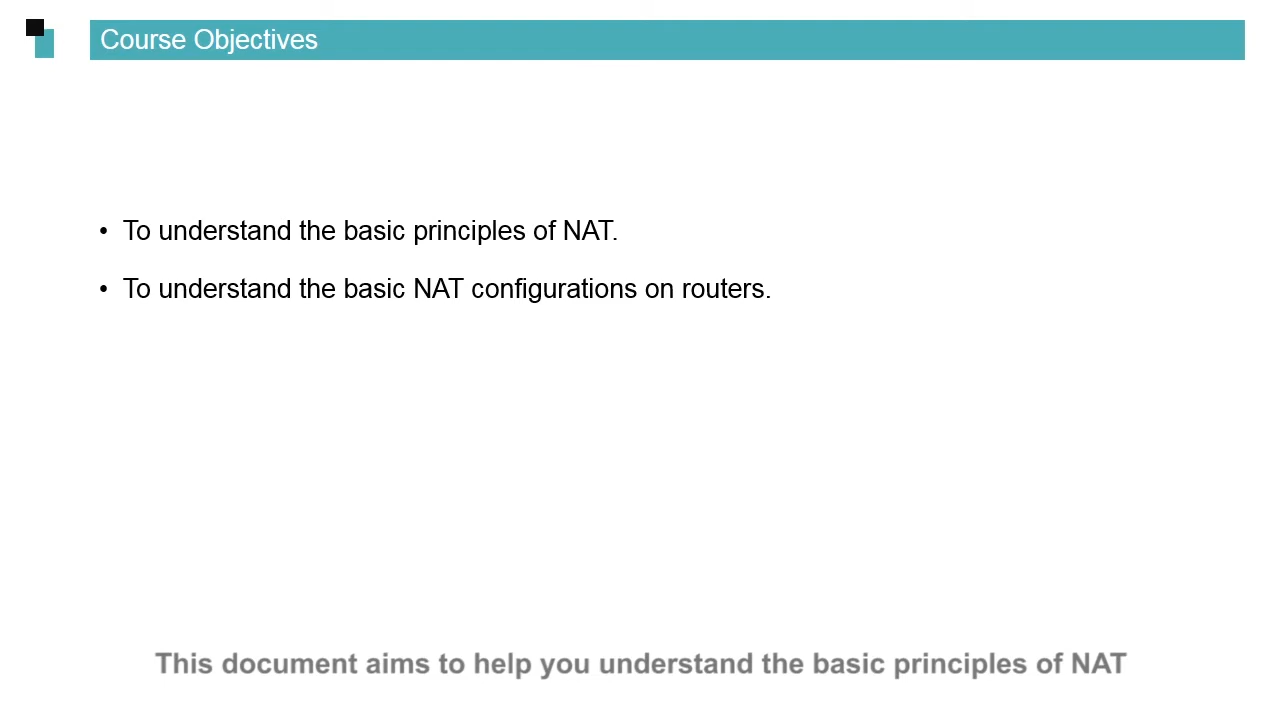 Course Objectives
• To understand the basic principles of NAT.
• To understand the basic NAT configurations on routers.
This document aims to help you understand the basic principles of NAT